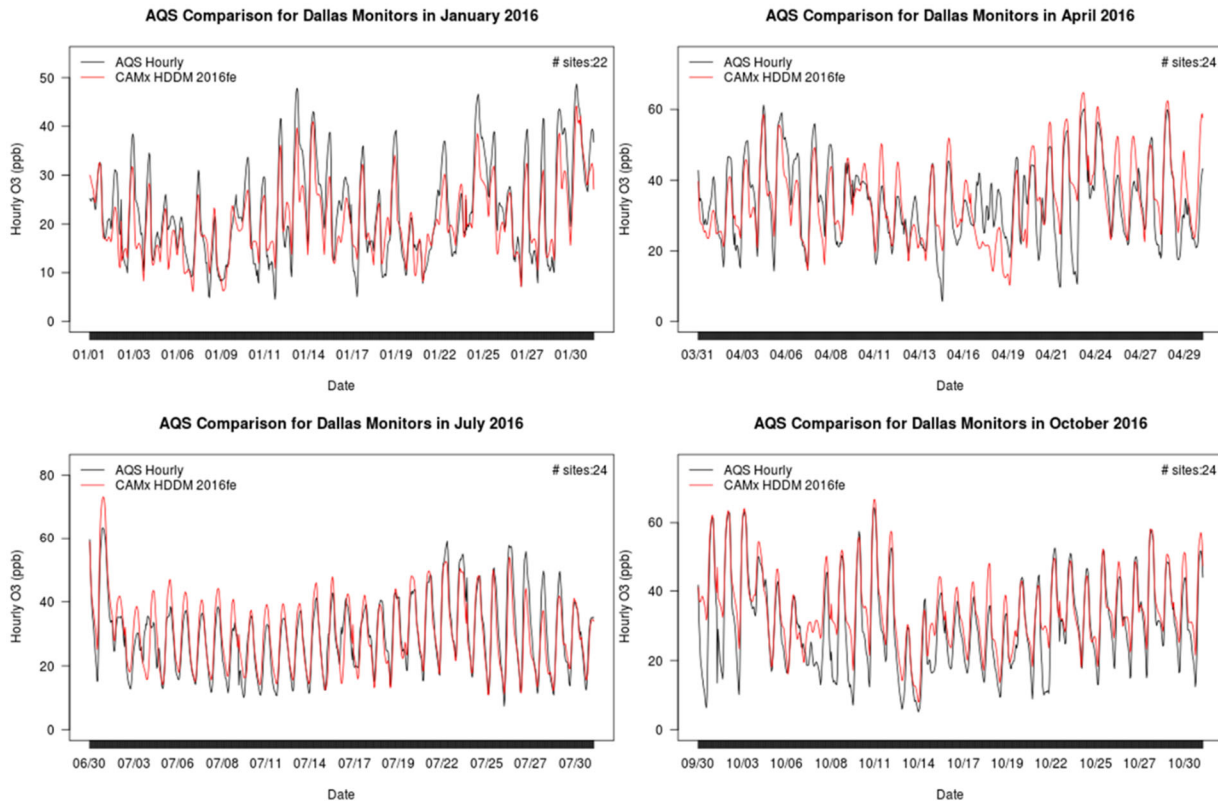 AQS Comparison for Dallas Monitors in January 2016
AQS Hourly
CAMx HDDM 2016fe
# sites:22
Hourly O3 (ppb)
50
40
30
20
10
0
01/01 01/03 01/06 01/09 01/11 01/14 01/17 01/19 01/22 01/25 01/27 01/30
Date
AQS Comparison for Dallas Monitors in April 2016
AQS Hourly
CAMx HDDM 2016fe
# sites:24
Hourly O3 (ppb)
60
40
20
0
03/31 04/03 04/06 04/08 04/11 04/13 04/16 04/19 04/21 04/24 04/27 04/29
Date
AQS Comparison for Dallas Monitors in July 2016
AQS Hourly
CAMx HDDM 2016fe
# sites:24
Hourly O3 (ppb)
80
60
40
20
0
06/30 07/03 07/06 07/08 07/11 07/14 07/17 07/19 07/22 07/25 07/27 07/30
Date
AQS Comparison for Dallas Monitors in October 2016
AQS Hourly
CAMx HDDM 2016fe
# sites:24
Hourly O3 (ppb)
60
40
20
0
09/30 10/03 10/06 10/08 10/11 10/14 10/16 10/19 10/22 10/25 10/27 10/30
Date